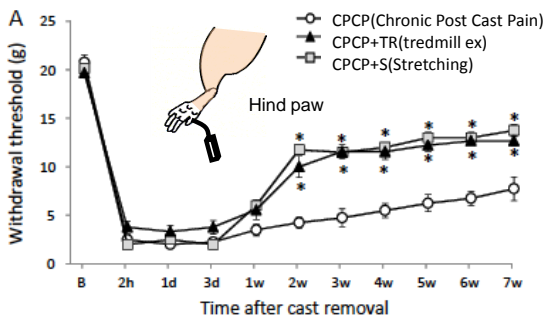 A
CPCP(Chronic Post Cast Pain)
CPCP+TR(tredmill ex)
CPCP+S(Stretching)
Hind paw
Withdrawal threshold (g)
25
20
15
10
5
0
* * * * * *
* * * * * *
B 2h 1d 3d 1w 2w 3w 4w 5w 6w 7w
Time after cast removal